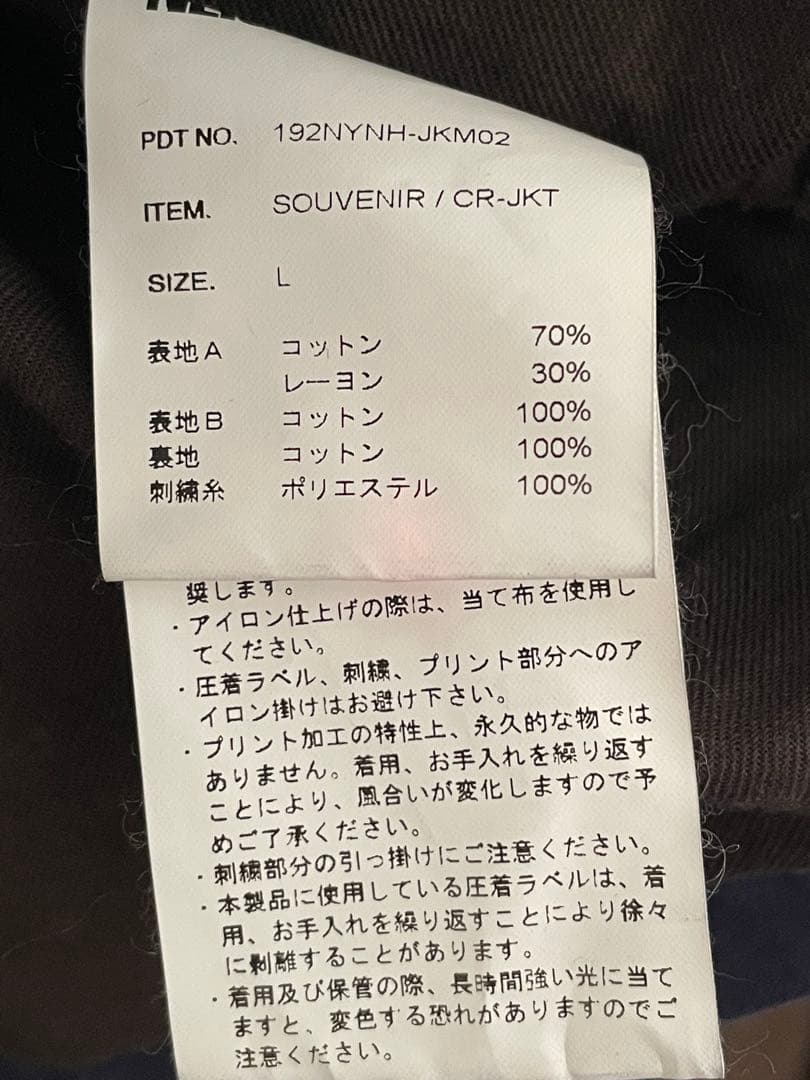 PDT NO. 192NYNH-JKM02
ITEM. SOUVENIR / CR-JKT
SIZE. L
表地A コットン 70%
レーヨン 30%
表地B コットン 100%
裏地 コットン 100%
刺繍糸 ポリエステル 100%
奨します。
・アイロン仕上げの際は、当て布を使用し
てください。
・圧着ラベル、刺繍、プリント部分へのア
イロン掛けはお避け下さい。
・プリント加工の特性上、永久的な物では
ありません。着用、お手入れを繰り返す
ことにより、風合いが変化しますので予
めご了承ください。
・刺繍部分の引っ掛けにご注意ください。
・本製品に使用している圧着ラベルは、着
用、お手入れを繰り返すことにより徐々
に剥離することがあります。
・着用及び保管の際、長時間強い光に当て
ますと、変色する恐れがありますのでご
注意ください。